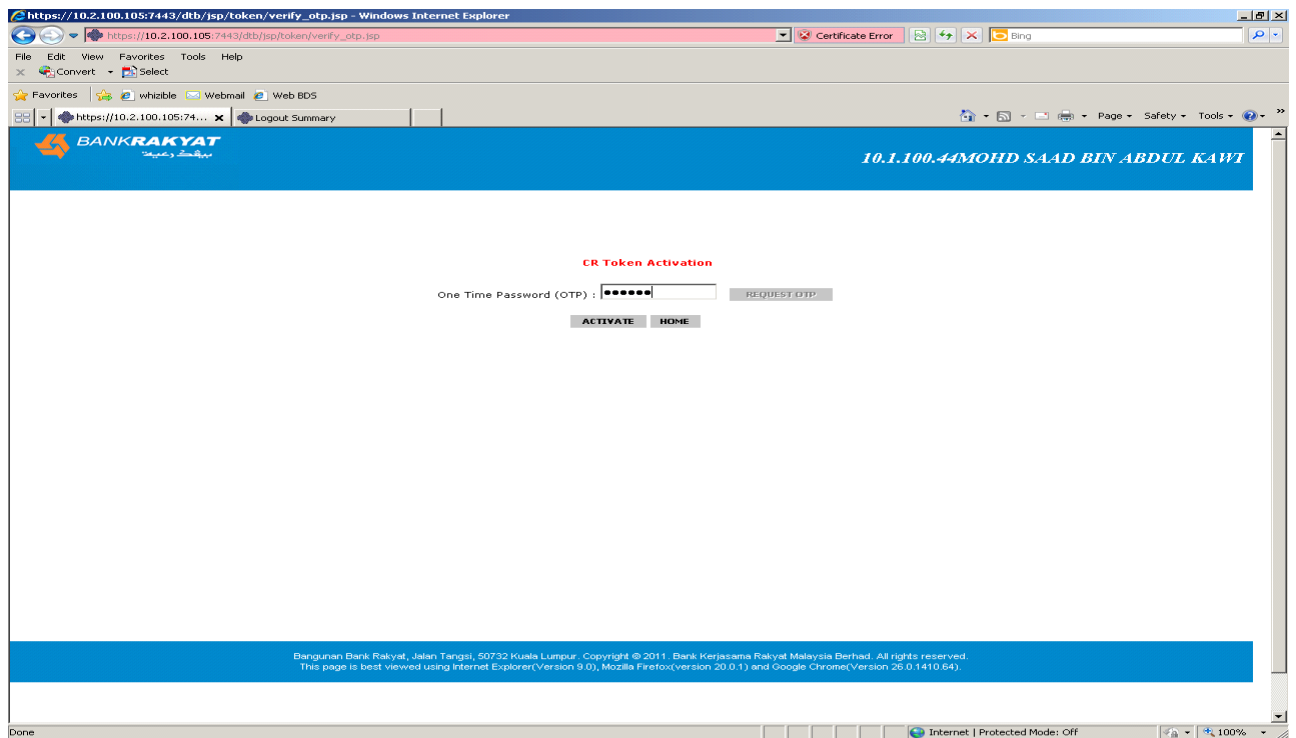 https://10.2.100.105:7443/dtb/jsp/token/verify_otp.jsp - Windows Internet Explorer
https://10.2.100.105:7443/dtb/jsp/token/verify_otp.jsp Certificate Error Bing
File Edit View Favorites Tools Help
x Convert Select
Favorites whizible Webmail Web BDS
https://10.2.100.105:74... x Logout Summary Page Safety Tools »
BANKRAKYAT
10.1.100.44MOHD SAAD BIN ABDUL KAWI
CR Token Activation
One Time Password (OTP) : ●●●●●● REQUEST OTP
ACTIVATE HOME
Bangunan Bank Rakyat, Jalan Tangsi, 50732 Kuala Lumpur. Copyright © 2011. Bank Kerjasama Rakyat Malaysia Berhad. All rights reserved.
This page is best viewed using Internet Explorer(Version 9.0), Mozilla Firefox(version 20.0.1) and Google Chrome(Version 26.0.1410.64).
Done Internet | Protected Mode: Off 100%